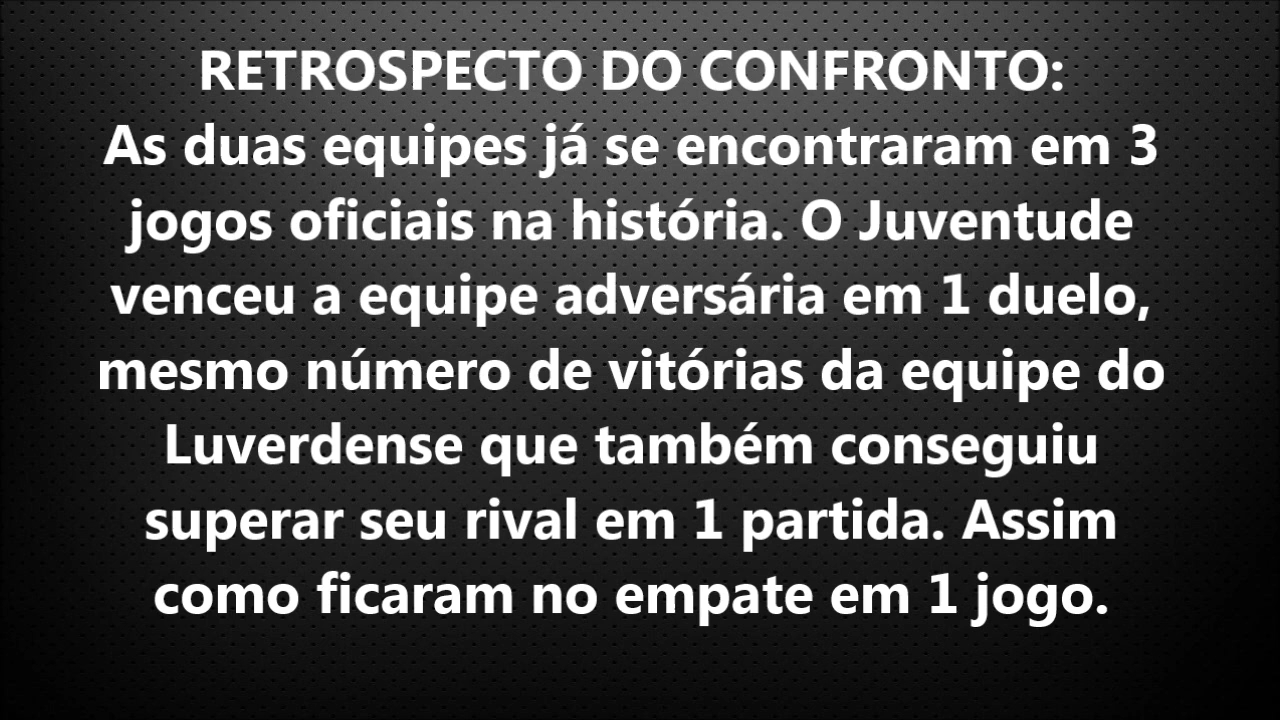 RETROSPECTO DO CONFRONTO:
As duas equipes já se encontraram em 3
jogos oficiais na história. O Juventude
venceu a equipe adversária em 1 duelo,
mesmo número de vitórias da equipe do
Luverdense que também conseguiu
superar seu rival em 1 partida. Assim
como ficaram no empate em 1 jogo.